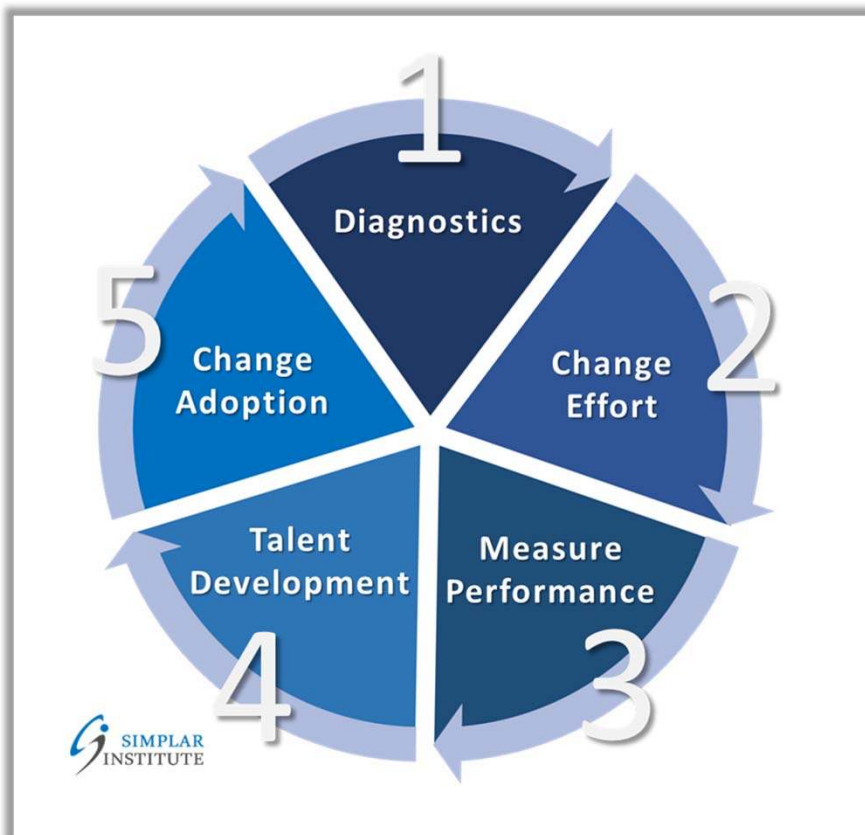 1
Diagnostics
2
Change
Effort
3
Measure
Performance
4
Talent
Development
5
Change
Adoption
SIMPLAR
INSTITUTE